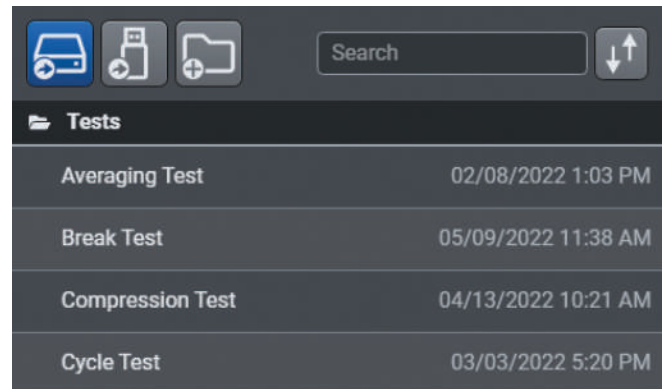 Search
Tests
Averaging Test 02/08/2022 1:03 PM
Break Test 05/09/2022 11:38 AM
Compression Test 04/13/2022 10:21 AM
Cycle Test 03/03/2022 5:20 PM